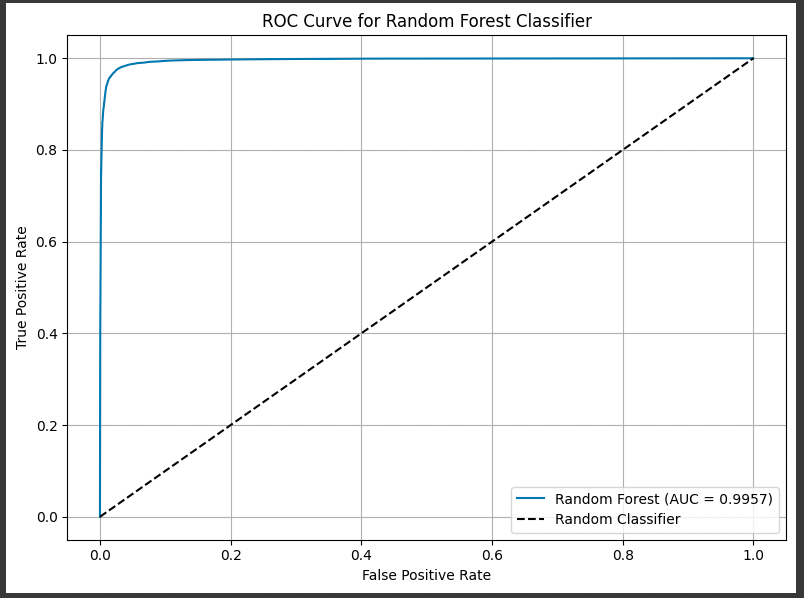 ROC Curve for Random Forest Classifier
1.0
0.8
0.6
0.4
0.2
0.0
True Positive Rate
0.0 0.2 0.4 0.6 0.8 1.0
False Positive Rate
Random Forest (AUC = 0.9957)
Random Classifier